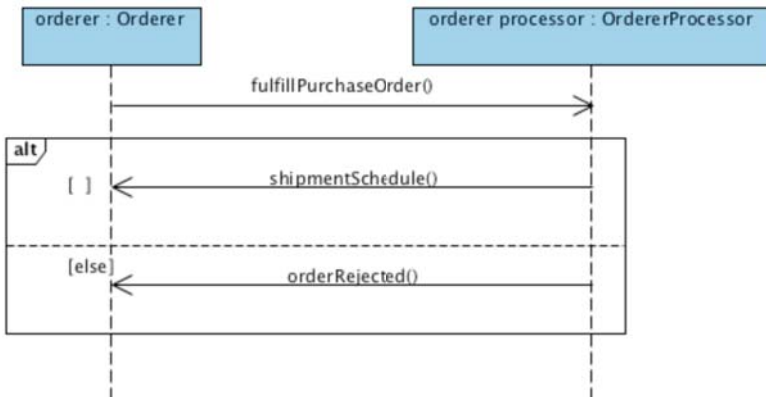 orderer : Orderer
orderer processor : OrdererProcessor
fulfillPurchaseOrder()
alt
[ ]
shipmentSchedule()
[else]
orderRejected()